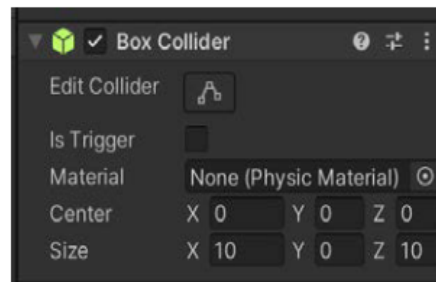 Box Collider
Edit Collider
Is Trigger
Material None (Physic Material)
Center X 0 Y 0 Z 0
Size X 10 Y 0 Z 10